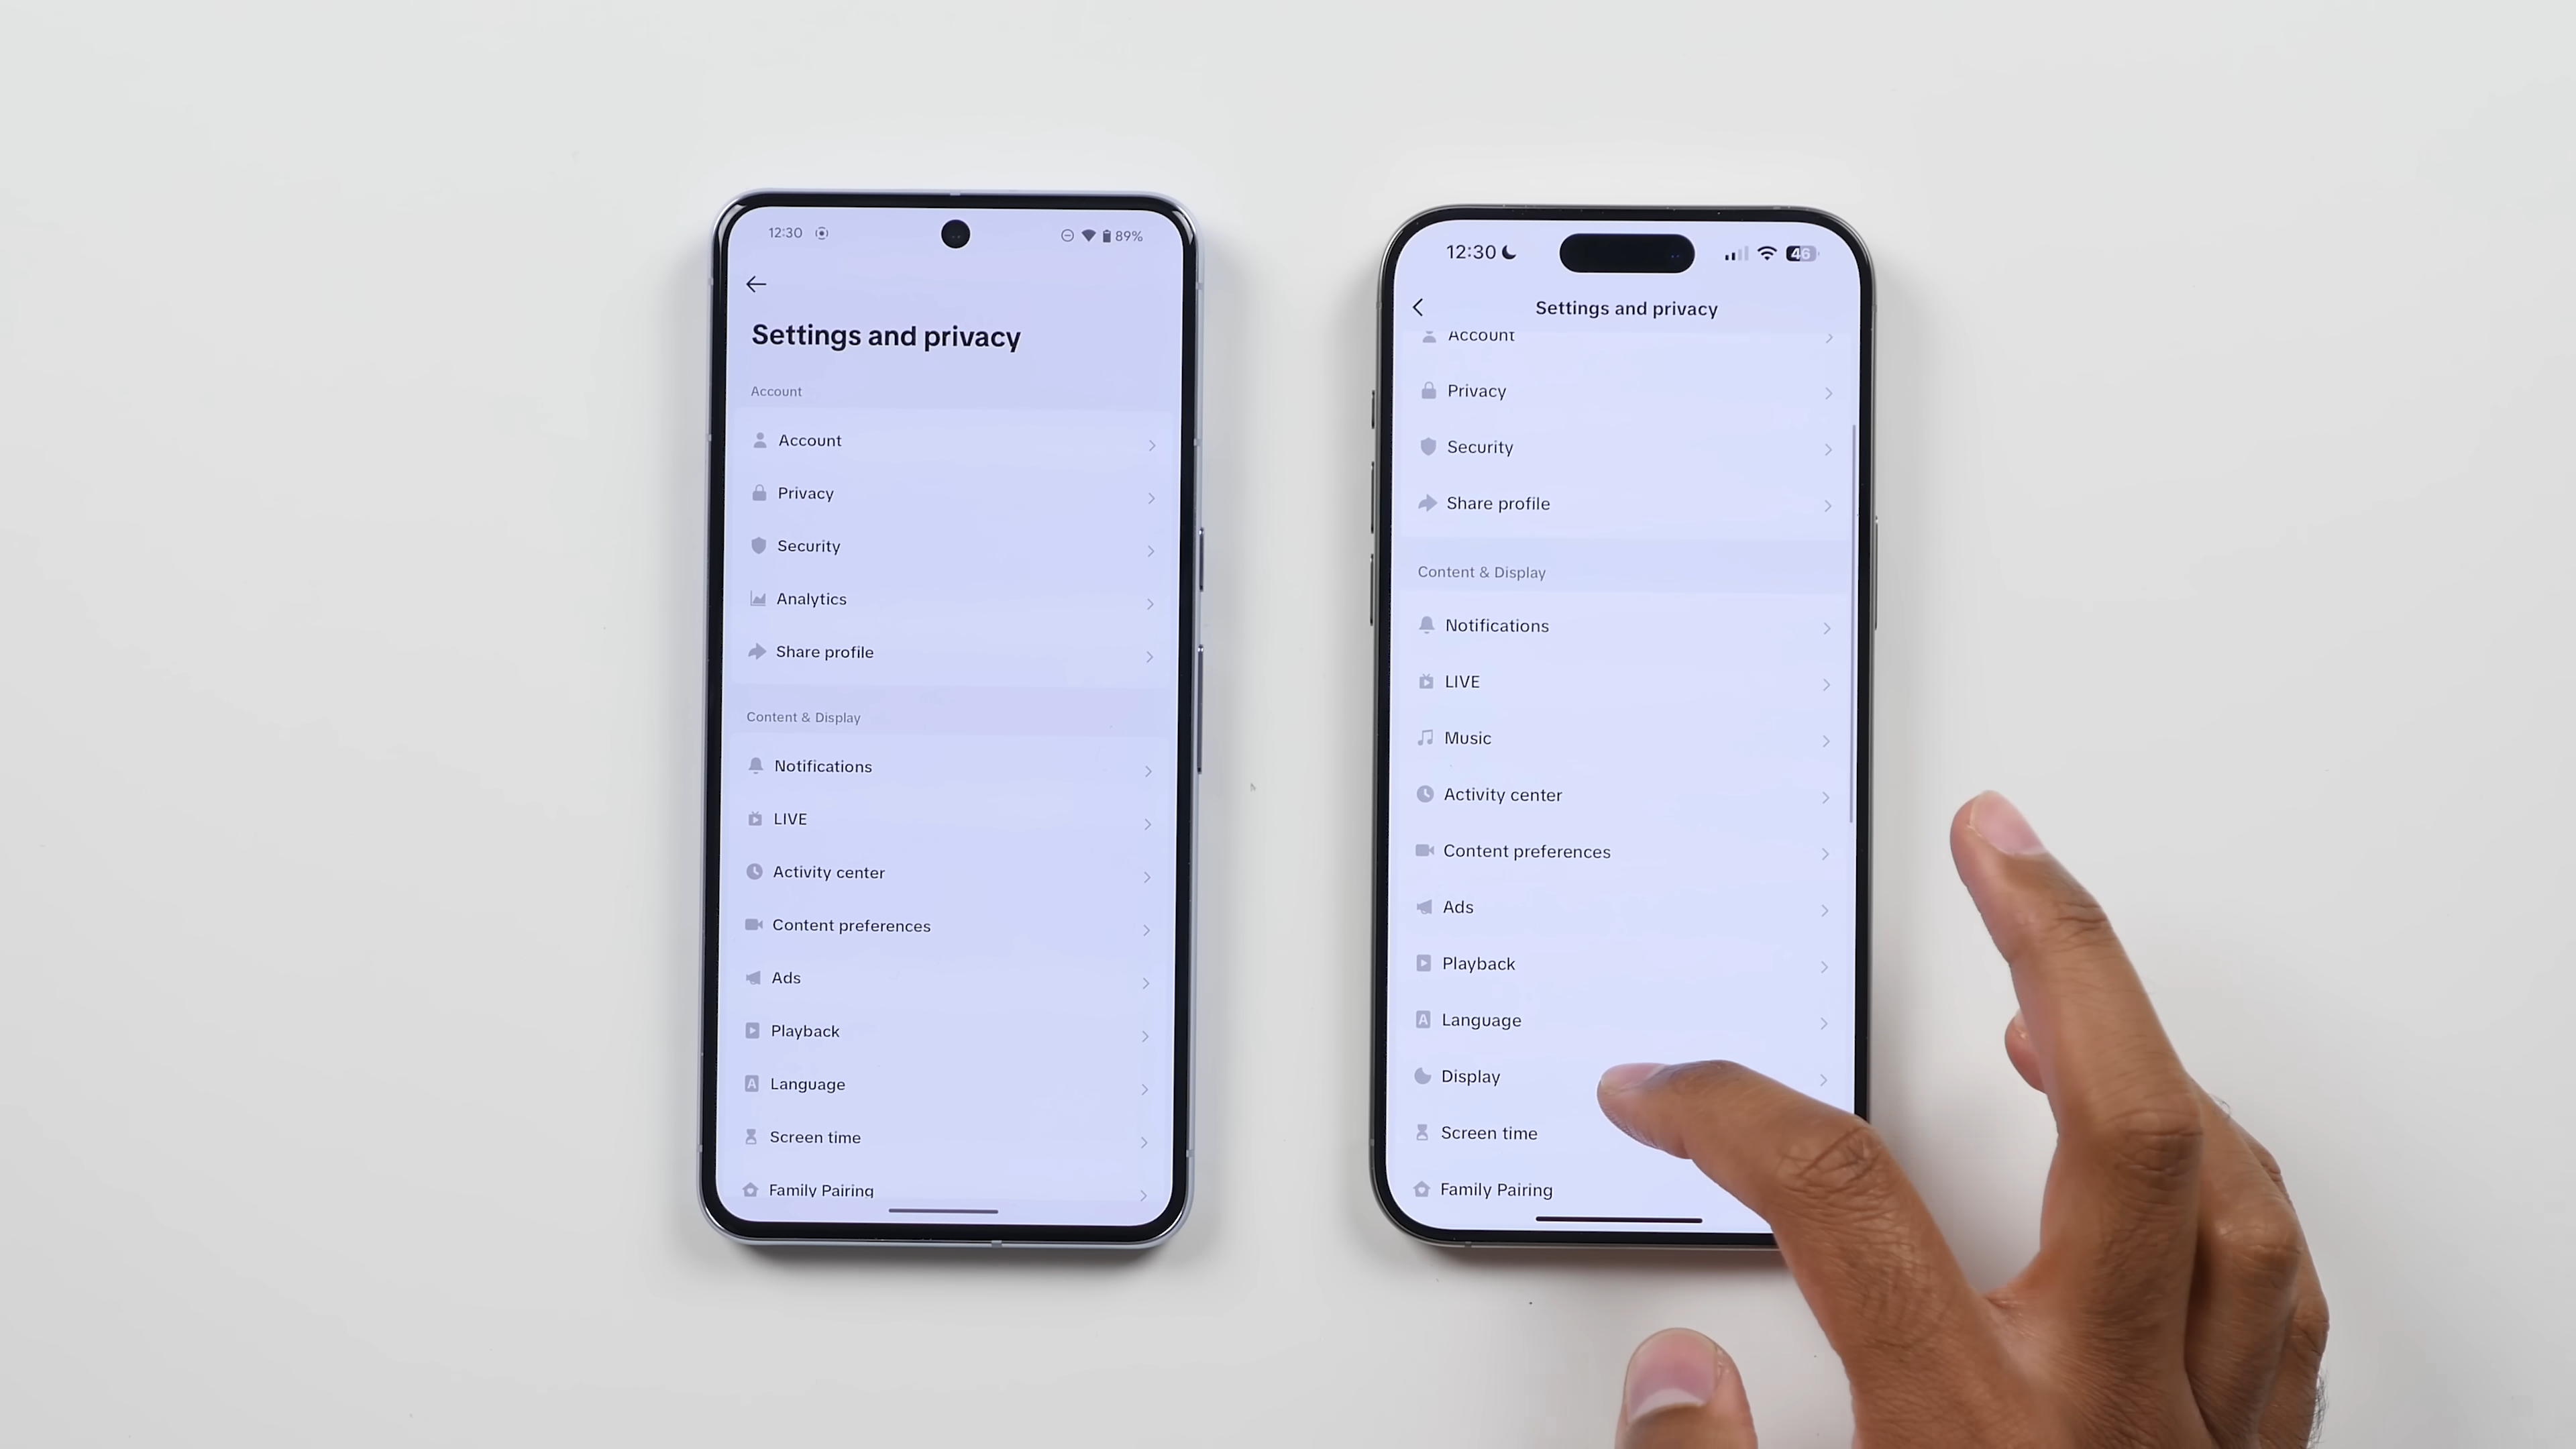 12:30
89%
Settings and privacy
Account
Account
Privacy
Security
Analytics
Share profile
Content & Display
Notifications
LIVE
Activity center
Content preferences
Ads
Playback
A Language
Screen time
Family Pairing
12:30
46
Settings and privacy
Account
Privacy
Security
Share profile
Content & Display
Notifications
LIVE
Music
Activity center
Content preferences
Ads
Playback
A Language
Display
Screen time
Family Pairing